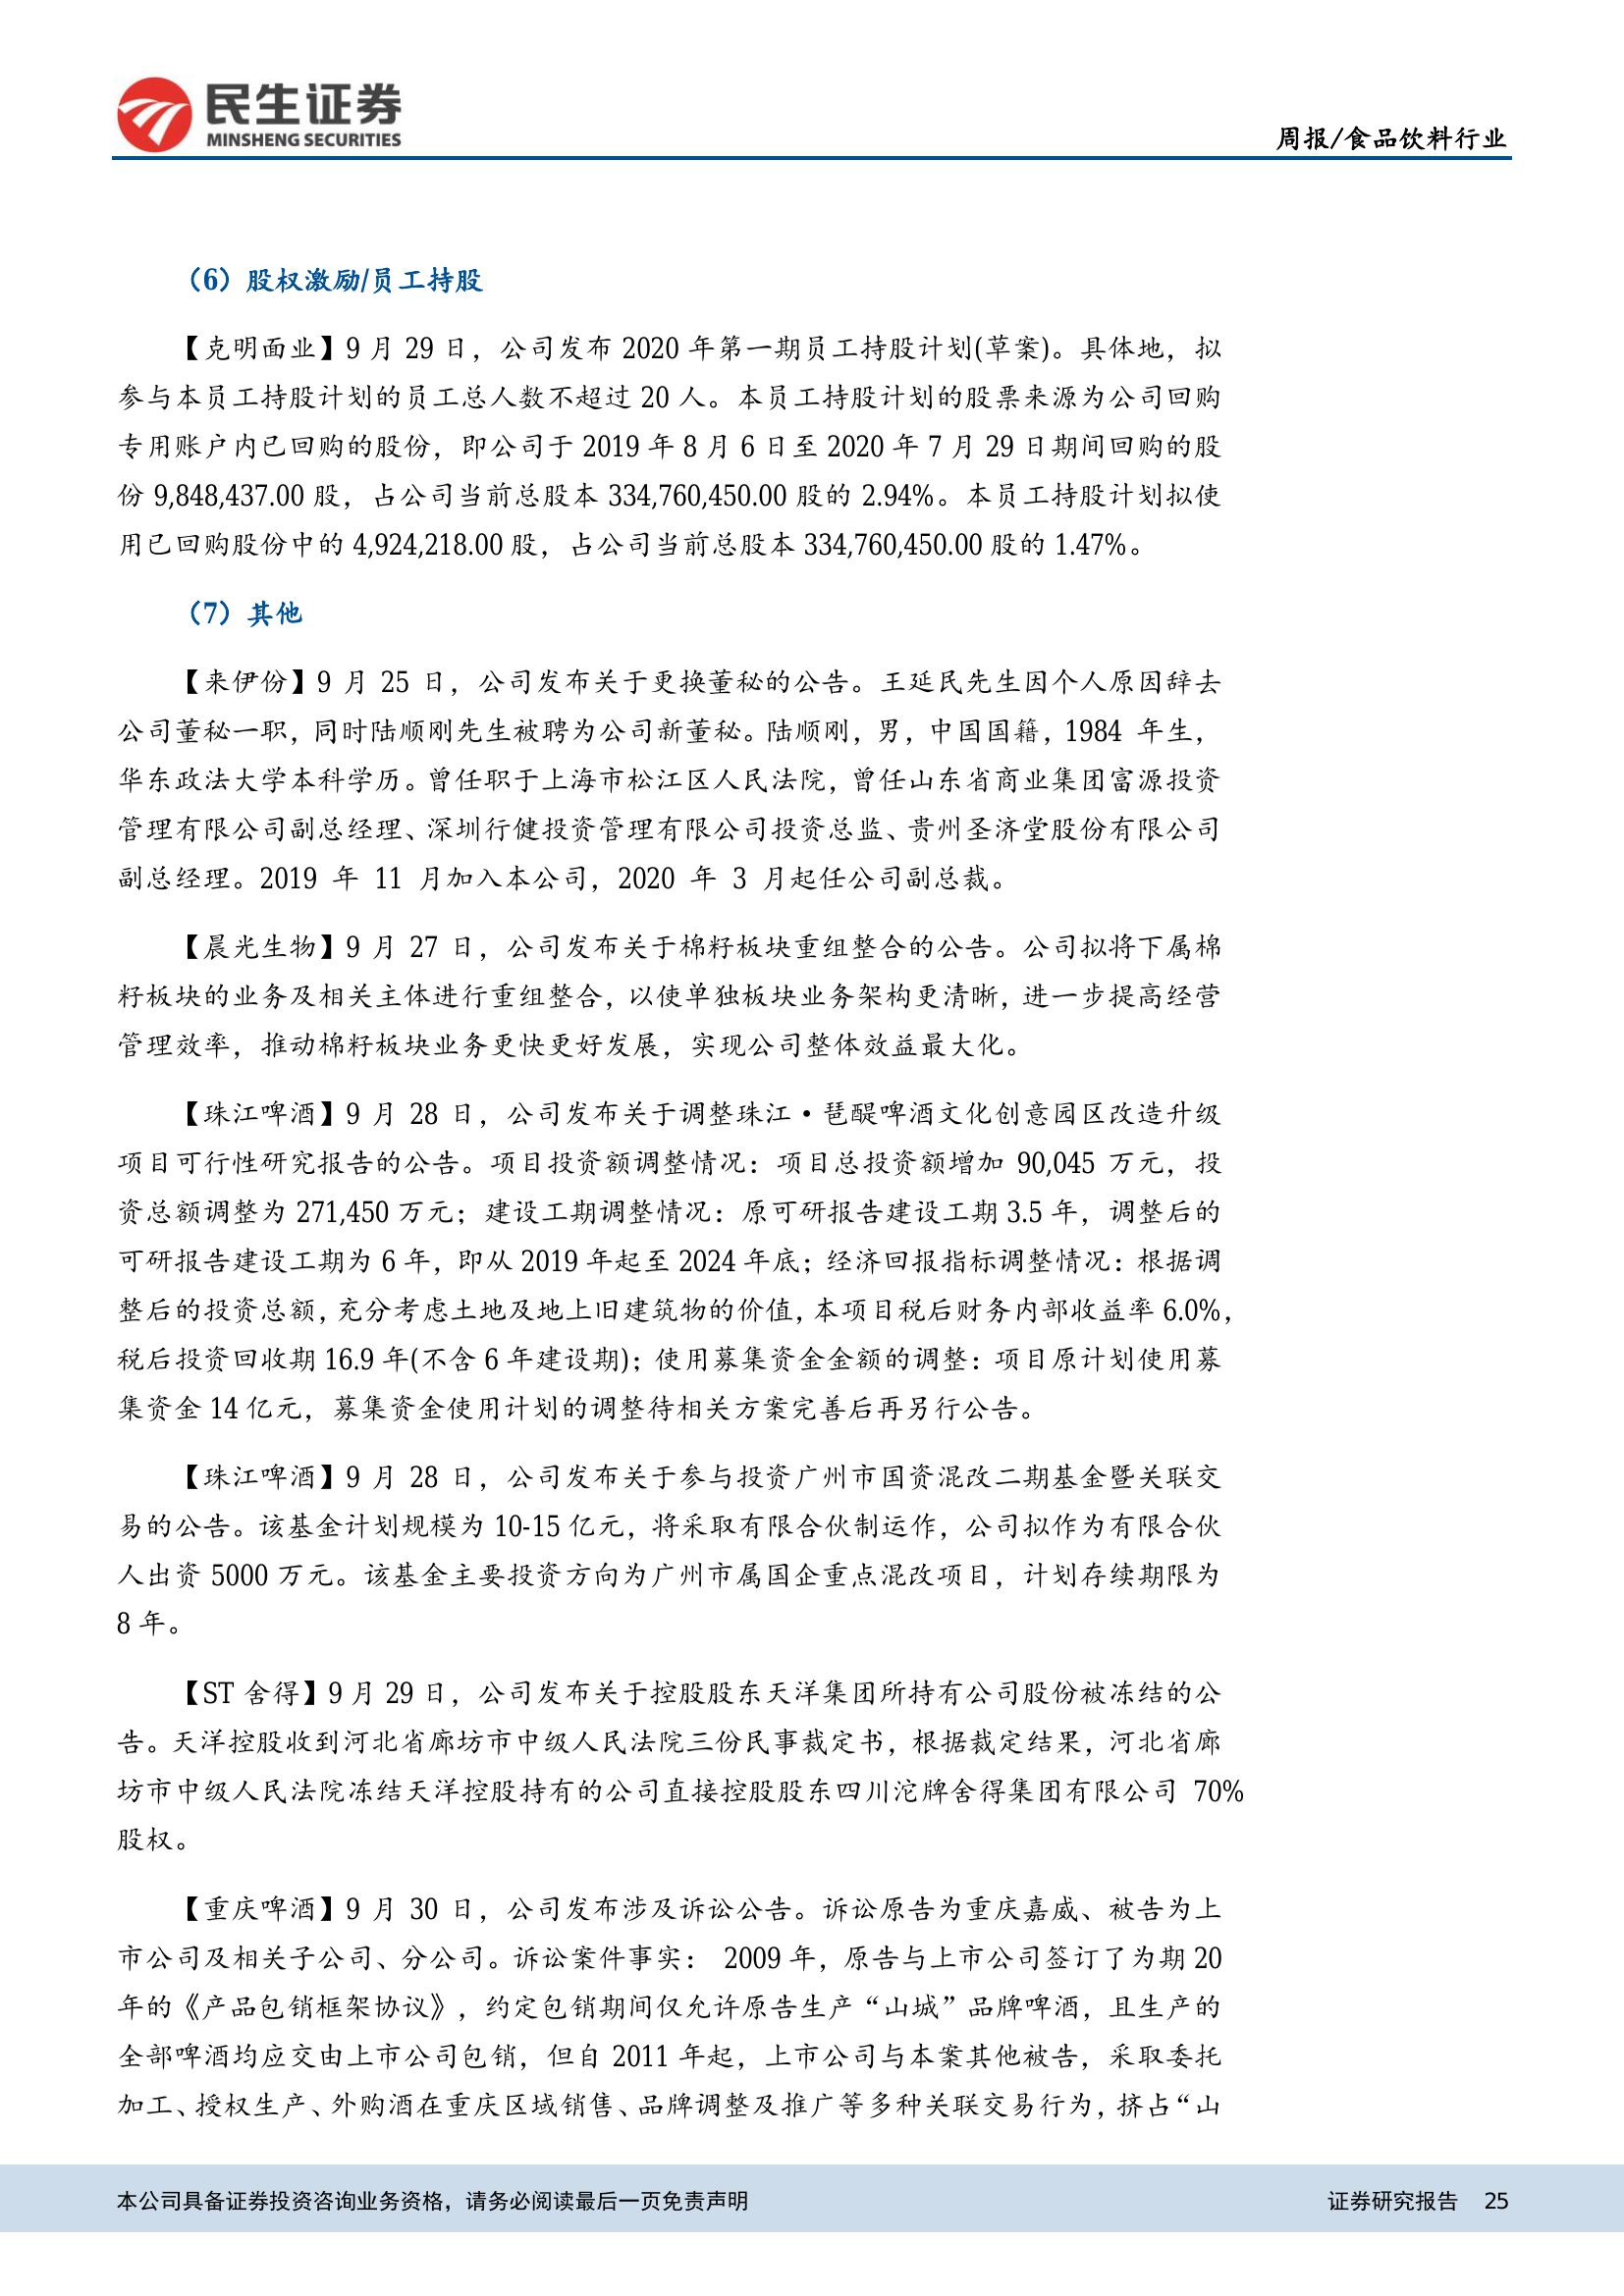 民生证券
MINSHENG SECURITIES
周报/食品饮料行业
（6）股权激励/员工持股
【克明面业】9 月 29 日，公司发布 2020 年第一期员工持股计划(草案)。具体地，拟
参与本员工持股计划的员工总人数不超过 20 人。本员工持股计划的股票来源为公司回购
专用账户内已回购的股份，即公司于 2019 年 8 月 6 日至 2020 年 7 月 29 日期间回购的股
份 9,848,437.00 股，占公司当前总股本 334,760,450.00 股的 2.94%。本员工持股计划拟使
用已回购股份中的 4,924,218.00 股，占公司当前总股本 334,760,450.00 股的 1.47%。
（7）其他
【来伊份】9 月 25 日，公司发布关于更换董秘的公告。王延民先生因个人原因辞去
公司董秘一职，同时陆顺刚先生被聘为公司新董秘。陆顺刚，男，中国国籍，1984 年生，
华东政法大学本科学历。曾任职于上海市松江区人民法院，曾任山东省商业集团富源投资
管理有限公司副总经理、深圳行健投资管理有限公司投资总监、贵州圣济堂股份有限公司
副总经理。2019 年 11 月加入本公司，2020 年 3 月起任公司副总裁。
【晨光生物】9 月 27 日，公司发布关于棉籽板块重组整合的公告。公司拟将下属棉
籽板块的业务及相关主体进行重组整合，以使单独板块业务架构更清晰，进一步提高经营
管理效率，推动棉籽板块业务更快更好发展，实现公司整体效益最大化。
【珠江啤酒】9 月 28 日，公司发布关于调整珠江·琶醍啤酒文化创意园区改造升级
项目可行性研究报告的公告。项目投资额调整情况：项目总投资额增加 90,045 万元，投
资总额调整为 271,450 万元；建设工期调整情况：原可研报告建设工期 3.5 年，调整后的
可研报告建设工期为 6 年，即从 2019 年起至 2024 年底；经济回报指标调整情况：根据调
整后的投资总额，充分考虑土地及地上旧建筑物的价值，本项目税后财务内部收益率 6.0%，
税后投资回收期 16.9 年(不含 6 年建设期)；使用募集资金金额的调整：项目原计划使用募
集资金 14 亿元，募集资金使用计划的调整待相关方案完善后再另行公告。
【珠江啤酒】9 月 28 日，公司发布关于参与投资广州市国资混改二期基金暨关联交
易的公告。该基金计划规模为 10-15 亿元，将采取有限合伙制运作，公司拟作为有限合伙
人出资 5000 万元。该基金主要投资方向为广州市属国企重点混改项目，计划存续期限为
8 年。
【ST 舍得】9 月 29 日，公司发布关于控股股东天洋集团所持有公司股份被冻结的公
告。天洋控股收到河北省廊坊市中级人民法院三份民事裁定书，根据裁定结果，河北省廊
坊市中级人民法院冻结天洋控股持有的公司直接控股股东四川沱牌舍得集团有限公司 70%
股权。
【重庆啤酒】9 月 30 日，公司发布涉及诉讼公告。诉讼原告为重庆嘉威、被告为上
市公司及相关子公司、分公司。诉讼案件事实： 2009 年，原告与上市公司签订了为期 20
年的《产品包销框架协议》，约定包销期间仅允许原告生产“山城”品牌啤酒，且生产的
全部啤酒均应交由上市公司包销，但自 2011 年起，上市公司与本案其他被告，采取委托
加工、授权生产、外购酒在重庆区域销售、品牌调整及推广等多种关联交易行为，挤占“山
本公司具备证券投资咨询业务资格，请务必阅读最后一页免责声明
证券研究报告 25